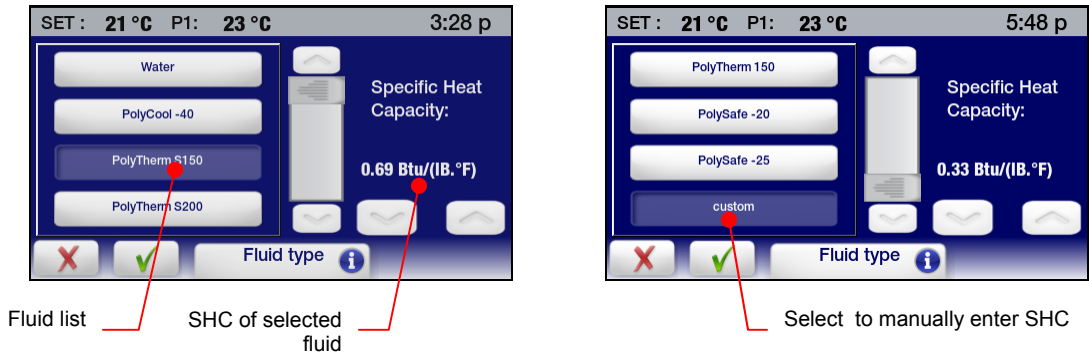 SET : 21 °C P1: 23 °C 3:28 p
Water
PolyCool -40
PolyTherm S150
PolyTherm S200
Specific Heat
Capacity:
0.69 Btu/(IB.°F)
Fluid type i
Fluid list
SHC of selected
fluid
SET : 21 °C P1: 23 °C 5:48 p
PolyTherm 150
PolySafe -20
PolySafe -25
custom
Specific Heat
Capacity:
0.33 Btu/(IB.°F)
Fluid type i
Select to manually enter SHC